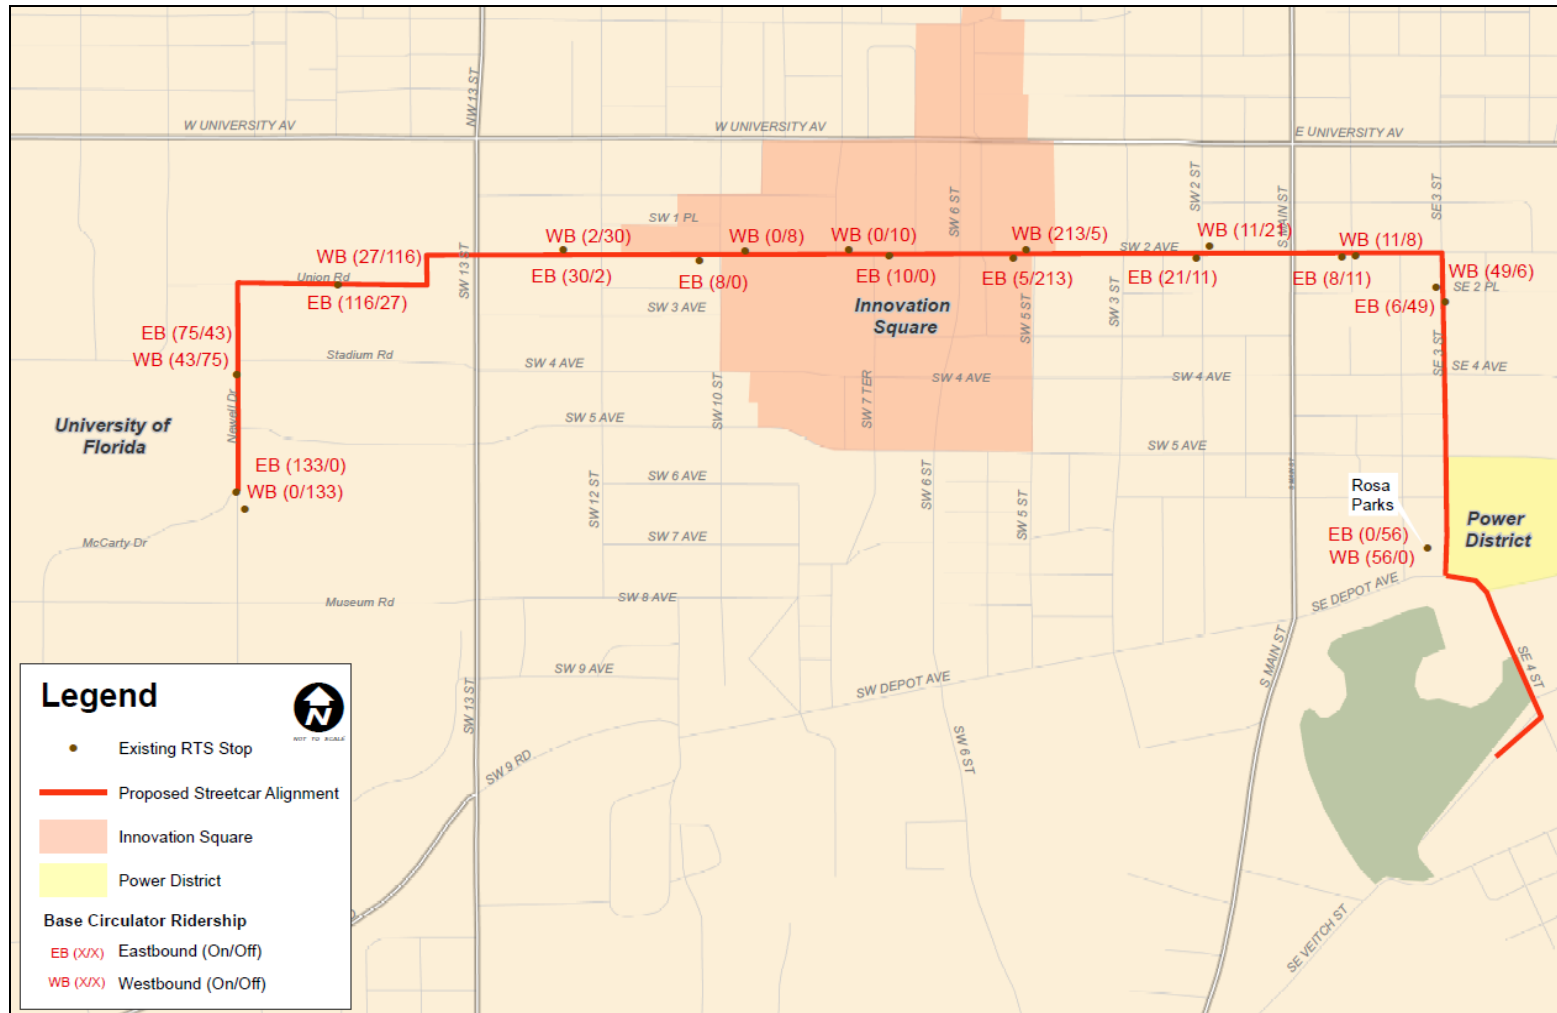 NW 13 ST
W UNIVERSITY AV
W UNIVERSITY AV
E UNIVERSITY AV
SW 1 PL
SW 6 ST
SW 2 ST
S MAIN ST
SE 3 ST
SW 13 ST
WB (27/116)
WB (2/30)
WB (0/8)
WB (0/10)
WB (213/5)
SW 2 AVE
WB (11/21)
WB (11/8)
Union Rd
EB (116/27)
EB (30/2)
EB (8/0)
EB (10/0)
EB (5/213)
EB (21/11)
EB (8/11)
WB (49/6)
SE 2 PL
EB (6/49)
SW 3 AVE
Innovation
Square
SW 5 ST
SW 3 ST
EB (75/43)
WB (43/75)
Stadium Rd
SW 4 AVE
SW 10 ST
SW 7 TER
SW 4 AVE
SW 4 AVE
SE 3 ST
SE 4 AVE
Newell Dr
University of
Florida
SW 5 AVE
SW 5 AVE
EB (133/0)
WB (0/133)
SW 12 ST
SW 6 AVE
SW 6 ST
SW 5 ST
S MAIN ST
Rosa
Parks
EB (0/56)
WB (56/0)
Power
District
McCarty Dr
SW 7 AVE
Museum Rd
SW 8 AVE
SE DEPOT AVE
SW 9 AVE
SW DEPOT AVE
S MAIN ST
SE 4 ST
SW 13 ST
SW 9 RD
SW 6 ST
SE VEITCH ST
Legend
N
NOT TO SCALE
Existing RTS Stop
Proposed Streetcar Alignment
Innovation Square
Power District
Base Circulator Ridership
EB (X/X) Eastbound (On/Off)
WB (X/X) Westbound (On/Off)